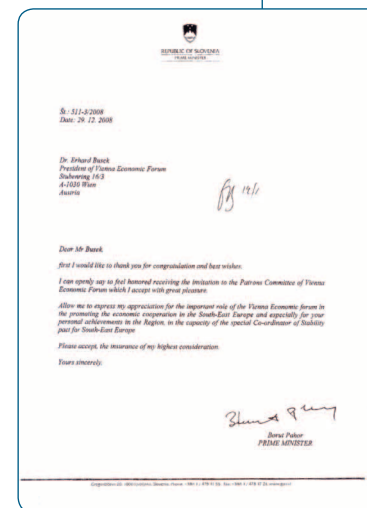 REPUBLIC OF SLOVENIA
PRIME MINISTER
Št.: 511-5/2008
Date: 29. 12. 2008
Dr. Erhard Busek
President of Vienna Economic Forum
Stubenring 16/3
A-1030 Wien
Austria
Dear Mr Busek
first I would like to thank you for congratulation and best wishes.
I can openly say to feel honored receiving the invitation to the Patrons Committee of Vienna
Economic Forum which I accept with great pleasure.
Allow me to express my appreciation for the important role of the Vienna Economic forum in
the promoting the economic cooperation in the South-East Europe and especially for your
personal achievements in the Region, in the capacity of the special Co-ordinator of Stability
pact for South-East Europe
Please accept, the insurance of my highest consideration.
Yours sincerely,
Borut Pahor
PRIME MINISTER